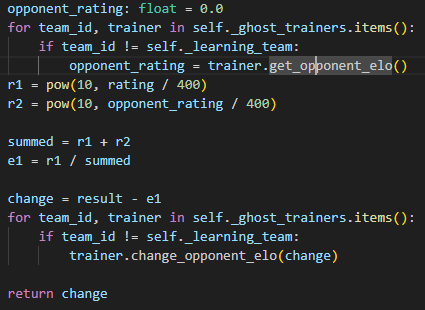 opponent_rating: float = 0.0
for team_id, trainer in self._ghost_trainers.items():
    if team_id != self._learning_team:
        opponent_rating = trainer.get_opponent_elo()
r1 = pow(10, rating / 400)
r2 = pow(10, opponent_rating / 400)

summed = r1 + r2
e1 = r1 / summed

change = result - e1
for team_id, trainer in self._ghost_trainers.items():
    if team_id != self._learning_team:
        trainer.change_opponent_elo(change)

return change